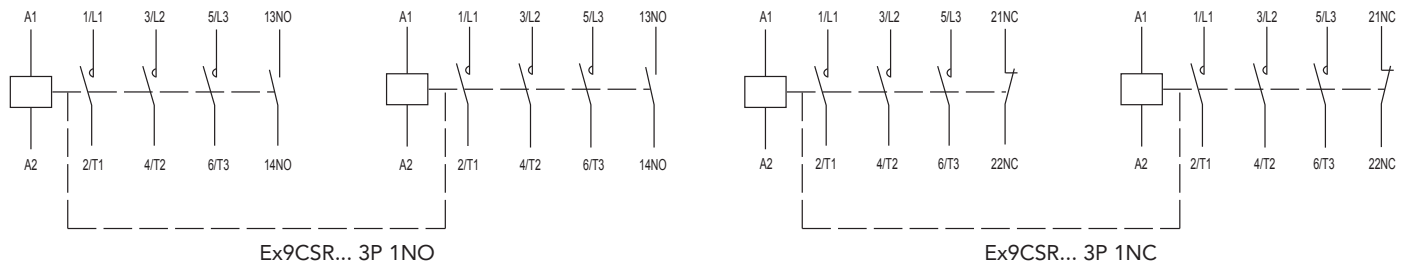 A1 1/L1 3/L2 5/L3 13NO A1 1/L1 3/L2 5/L3 13NO A1 1/L1 3/L2 5/L3 21NC A1 1/L1 3/L2 5/L3 21NC
A2 2/T1 4/T2 6/T3 14NO A2 2/T1 4/T2 6/T3 14NO A2 2/T1 4/T2 6/T3 22NC A2 2/T1 4/T2 6/T3 22NC
Ex9CSR... 3P 1NO Ex9CSR... 3P 1NC